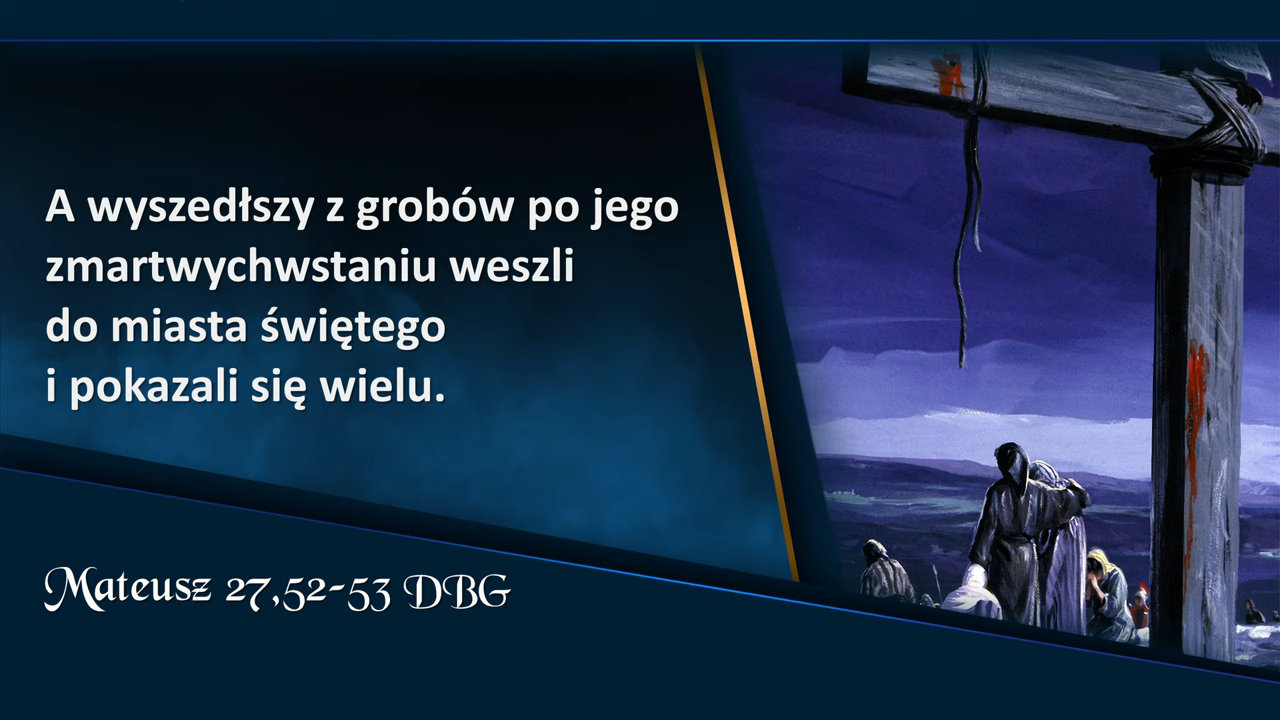 A wyszedłszy z grobów po jego
zmartwychwstaniu weszli
do miasta świętego
i pokazali się wielu.
Mateusz 27,52-53 DBG